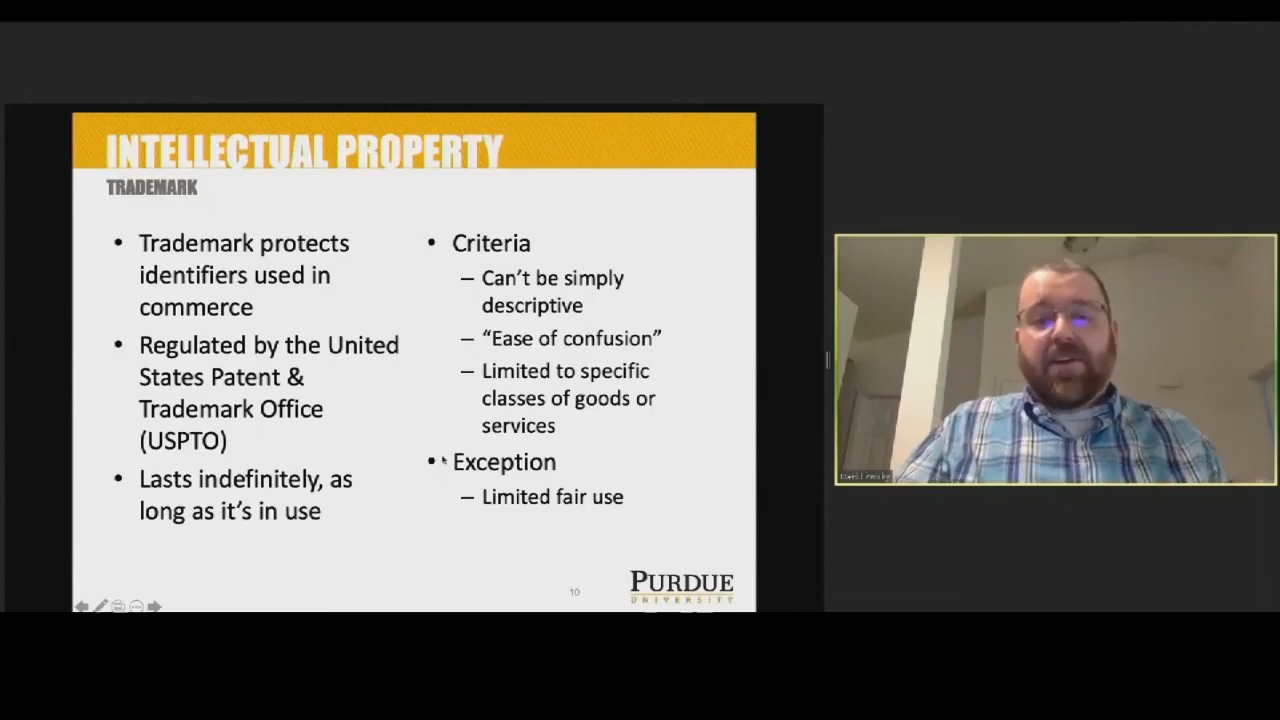 INTELLECTUAL PROPERTY
TRADEMARK
• Trademark protects
identifiers used in
commerce
• Regulated by the United
States Patent &
Trademark Office
(USPTO)
• Lasts indefinitely, as
long as it's in use
• Criteria
– Can't be simply
descriptive
– "Ease of confusion"
– Limited to specific
classes of goods or
services
• Exception
– Limited fair use
10
PURDUE
UNIVERSITY
David